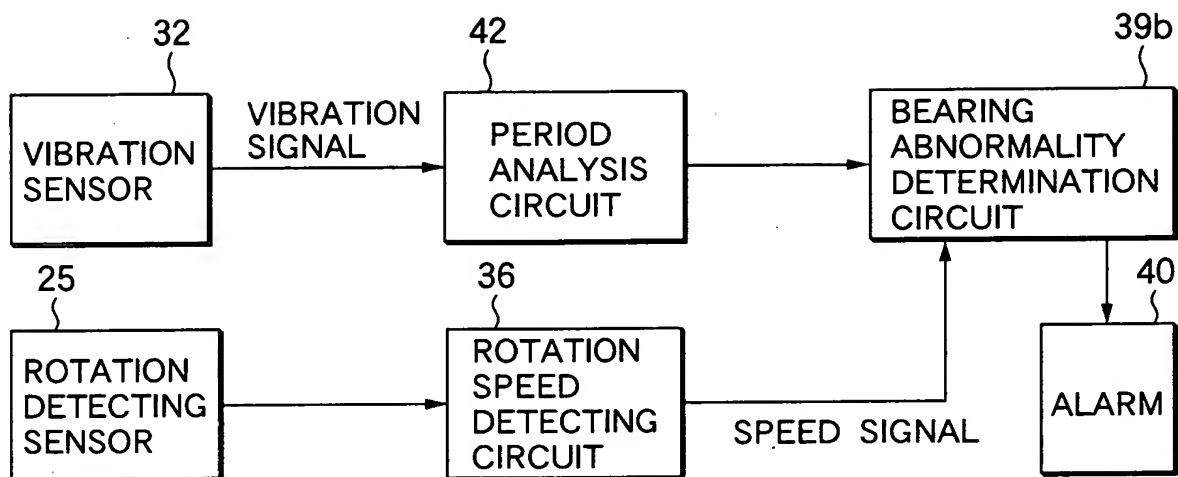 32
42
39b
VIBRATION
SENSOR
VIBRATION
SIGNAL
PERIOD
ANALYSIS
CIRCUIT
BEARING
ABNORMALITY
DETERMINATION
CIRCUIT
25
36
40
ROTATION
DETECTING
SENSOR
ROTATION
SPEED
DETECTING
CIRCUIT
SPEED SIGNAL
ALARM